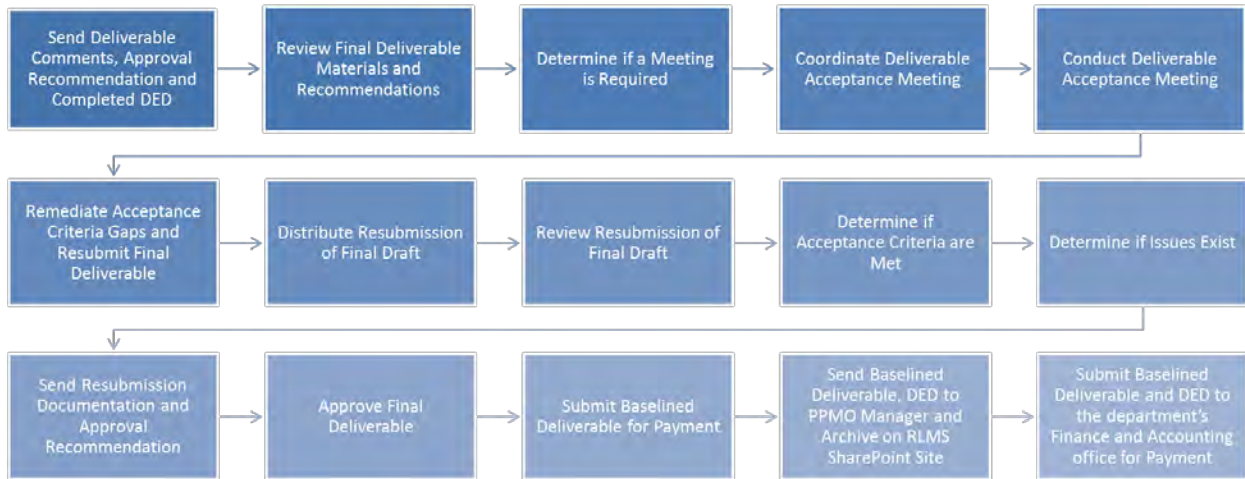 Send Deliverable
Comments, Approval
Recommendation and
Completed DED
Review Final Deliverable
Materials and
Recommendations
Determine if a Meeting
is Required
Coordinate Deliverable
Acceptance Meeting
Conduct Deliverable
Acceptance Meeting
Remediate Acceptance
Criteria Gaps and
Resubmit Final
Deliverable
Distribute Resubmission
of Final Draft
Review Resubmission of
Final Draft
Determine if
Acceptance Criteria are
Met
Determine if Issues Exist
Send Resubmission
Documentation and
Approval
Recommendation
Approve Final
Deliverable
Submit Baselined
Deliverable for Payment
Send Baselined
Deliverable, DED to
PPMO Manager and
Archive on RLMS
SharePoint Site
Submit Baselined
Deliverable and DED to
the department's
Finance and Accounting
office for Payment